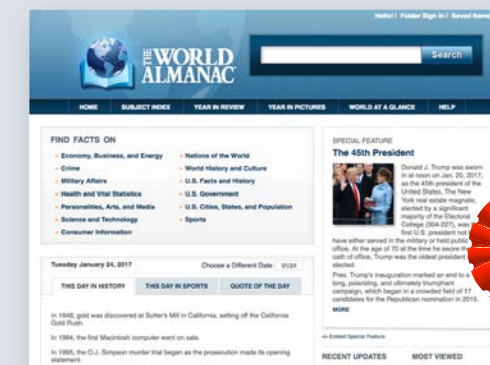 Hello! | Folder Sign In | Saved Items
THE WORLD
ALMANAC
Search
HOME SUBJECT INDEX YEAR IN REVIEW YEAR IN PICTURES WORLD AT A GLANCE HELP
FIND FACTS ON
Economy, Business, and Energy
Crime
Military Affairs
Health and Vital Statistics
Personalities, Arts, and Media
Science and Technology
Consumer Information
Nations of the World
World History and Culture
U.S. Facts and History
U.S. Government
U.S. Cities, States, and Population
Sports
Tuesday January 24, 2017 Choose a Different Date: 01/24
THIS DAY IN HISTORY THIS DAY IN SPORTS QUOTE OF THE DAY
In 1848, gold was discovered at Sutter's Mill in California, setting off the California
Gold Rush.
In 1984, the first Macintosh computer went on sale.
In 1995, the O.J. Simpson murder trial began as the prosecution made its opening
statement.
SPECIAL FEATURE
The 45th President
Donald J. Trump was sworn
in at noon on Jan. 20, 2017,
as the 45th president of the
United States. The New
York real estate magnate,
elected by a significant
majority of the Electoral
College (304-227), was
first U.S. president not
have either served in the military or held public
office. At the age of 70 at the time he swore the
oath of office, Trump was the oldest president
elected.
Pres. Trump's inauguration marked an end to a
long, polarizing, and ultimately triumphant
campaign, which began in a crowded field of 17
candidates for the Republican nomination in 2015.
MORE
Embed Special Feature
RECENT UPDATES MOST VIEWED